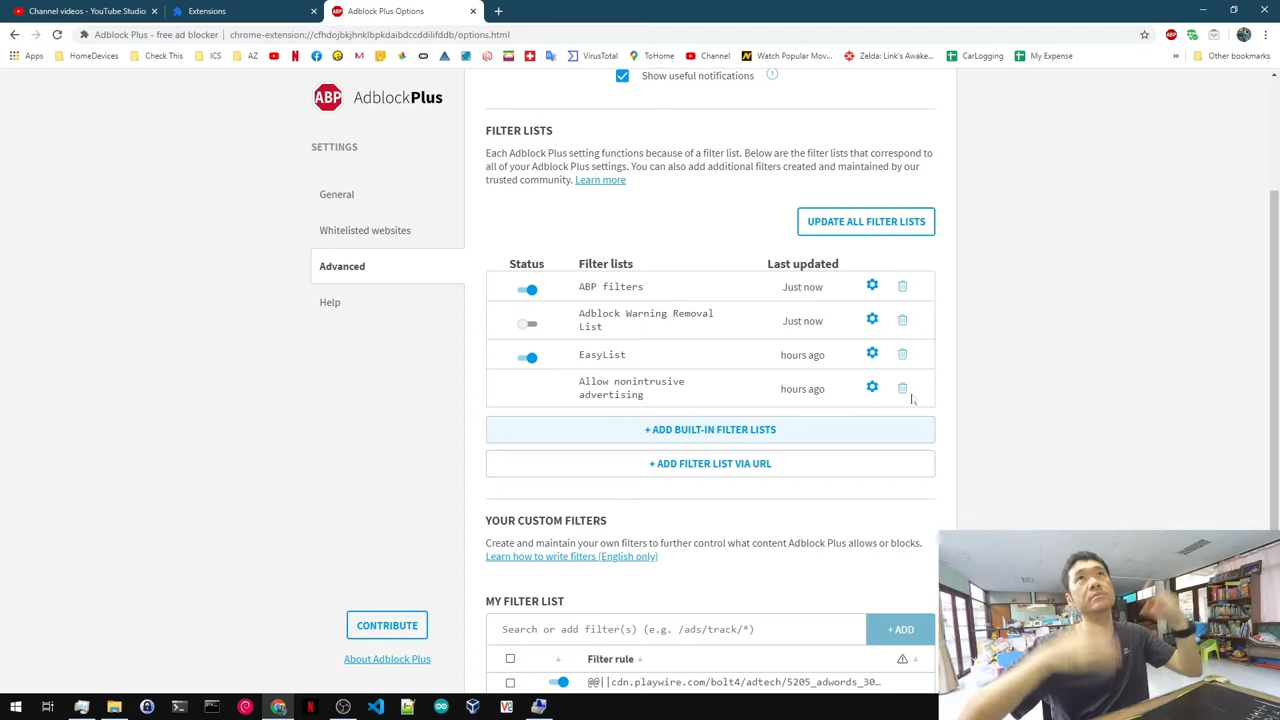 Channel videos - YouTube Studio
Extensions
Adblock Plus Options
Adblock Plus - free ad blocker | chrome-extension://cfhdojbkjhnklbpkdaibdccddilifddb/options.html
Apps
HomeDevices
Check This
ICS
AZ
VirusTotal
ToHome
Channel
Watch Popular Mov...
Zelda: Link's Awake...
CarLogging
My Expense
»
Other bookmarks
ABP AdblockPlus
SETTINGS
General
Whitelisted websites
Advanced
Help
CONTRIBUTE
About Adblock Plus
Show useful notifications ?
FILTER LISTS
Each Adblock Plus setting functions because of a filter list. Below are the filter lists that correspond to
all of your Adblock Plus settings. You can also add additional filters created and maintained by our
trusted community. Learn more
UPDATE ALL FILTER LISTS
Status Filter lists Last updated
ABP filters Just now
Adblock Warning Removal
List
Just now
EasyList hours ago
Allow nonintrusive
advertising
hours ago
+ ADD BUILT-IN FILTER LISTS
+ ADD FILTER LIST VIA URL
YOUR CUSTOM FILTERS
Create and maintain your own filters to further control what content Adblock Plus allows or blocks.
Learn how to write filters (English only)
MY FILTER LIST
Search or add filter(s) (e.g. /ads/track/*)
+ ADD
Filter rule
@@||cdn.playwire.com/bolt4/adtech/5205_adwords_30…